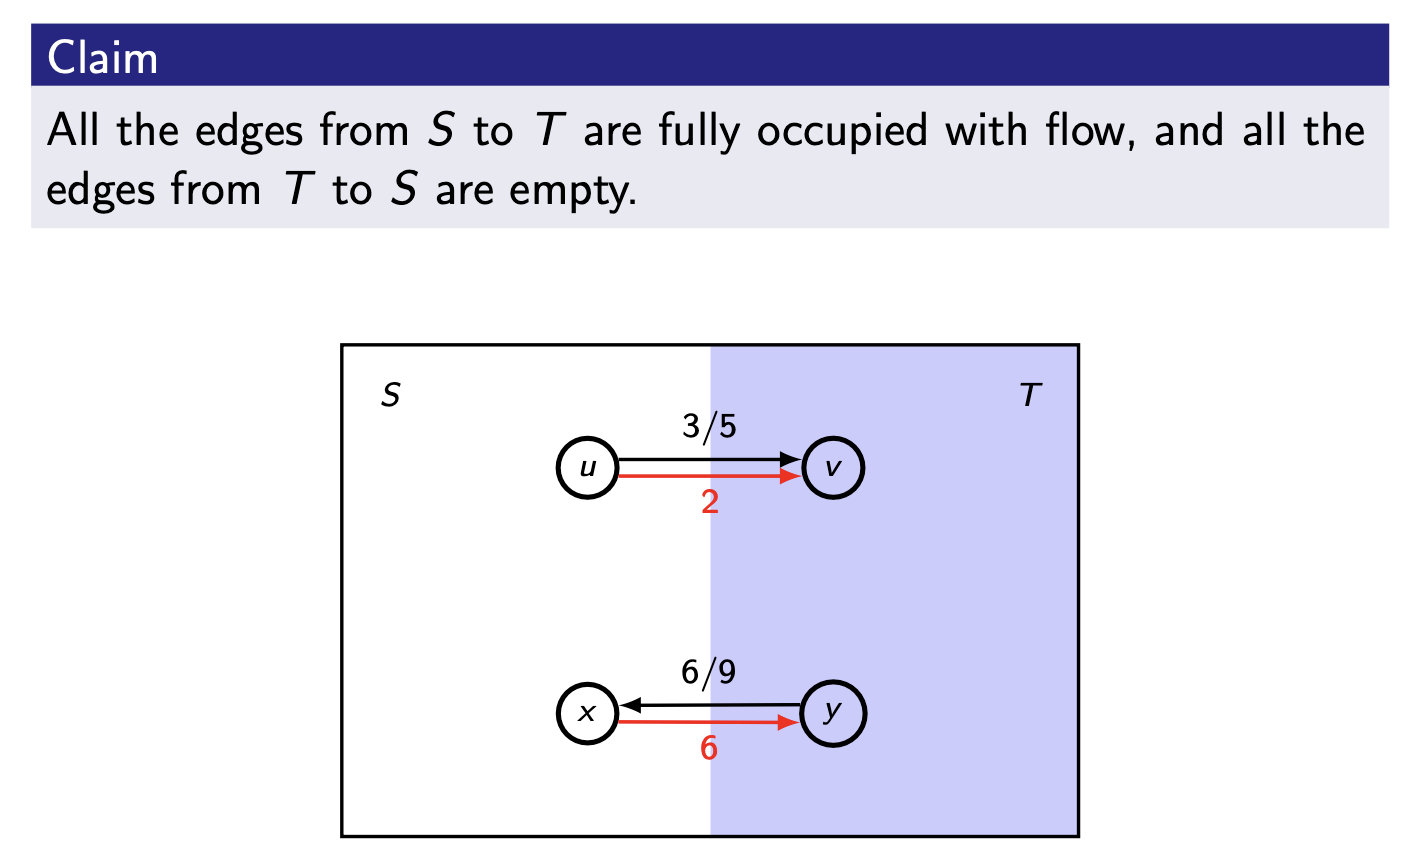 Claim
All the edges from S to T are fully occupied with flow, and all the
edges from T to S are empty.
S
T
3/5
u
v
2
6/9
x
y
6